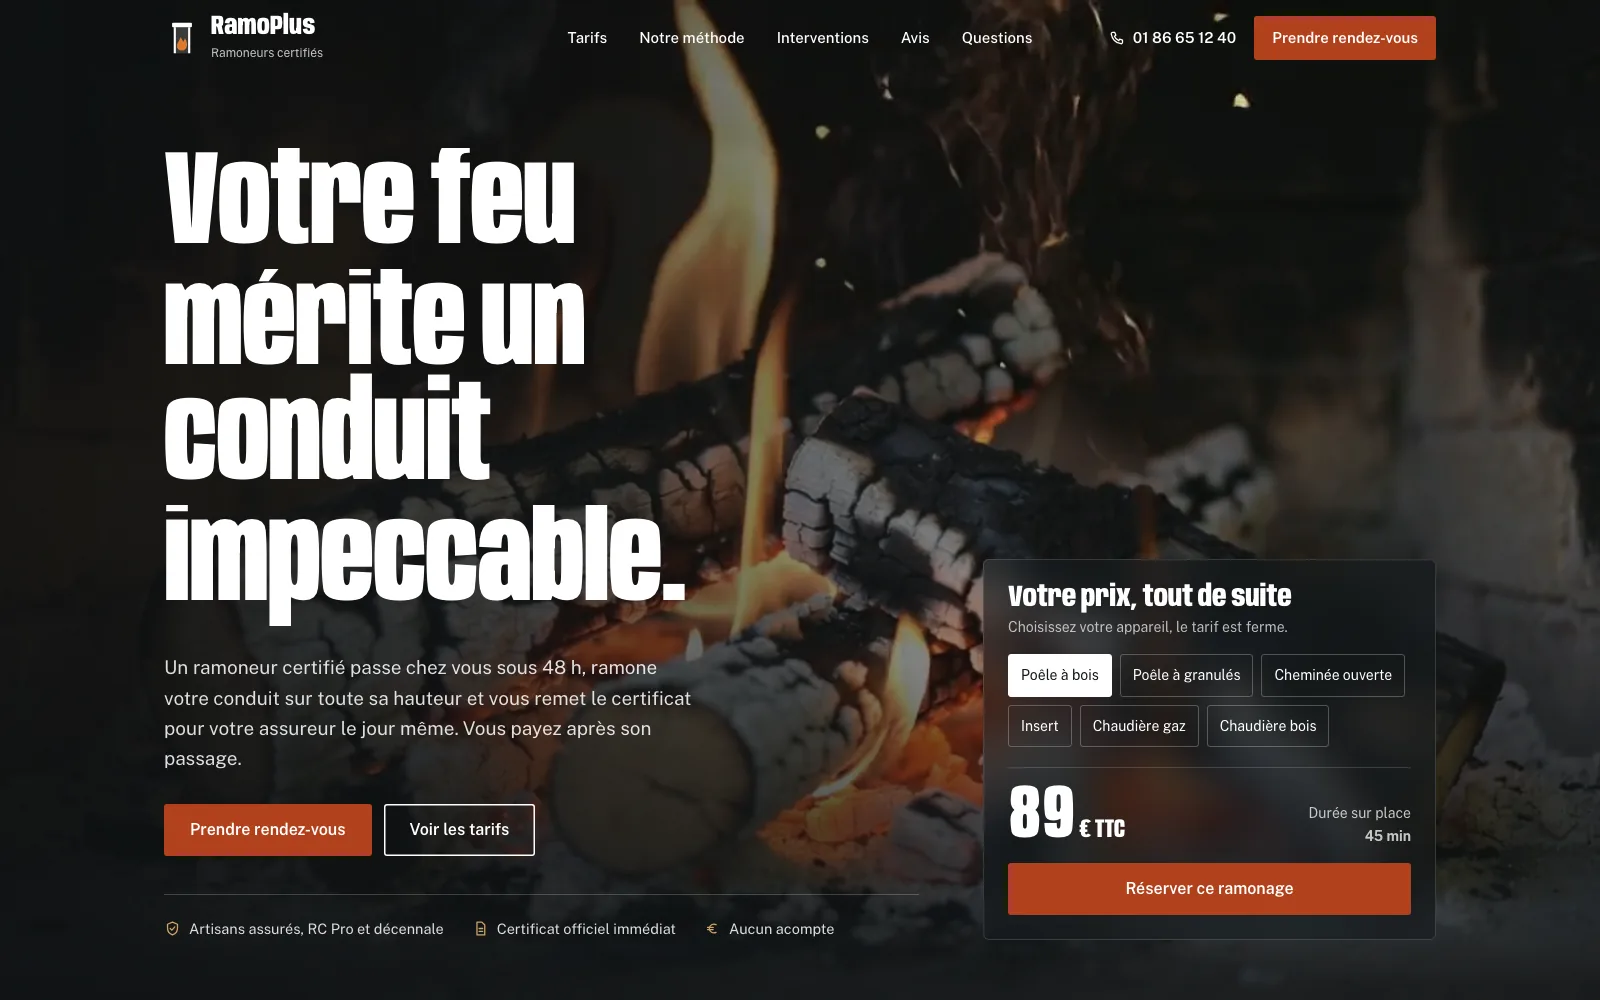 RamoPlus
Ramoneurs certifiés
Tarifs
Notre méthode
Interventions
Avis
Questions
01 86 65 12 40
Prendre rendez-vous
Votre feu
mérite un
conduit
impeccable.
Un ramoneur certifié passe chez vous sous 48 h, ramone
votre conduit sur toute sa hauteur et vous remet le certificat
pour votre assureur le jour même. Vous payez après son
passage.
Prendre rendez-vous
Voir les tarifs
Artisans assurés, RC Pro et décennale
Certificat officiel immédiat
Aucun acompte
Votre prix, tout de suite
Choisissez votre appareil, le tarif est ferme.
Poêle à bois
Poêle à granulés
Cheminée ouverte
Insert
Chaudière gaz
Chaudière bois
89 € TTC
Durée sur place
45 min
Réserver ce ramonage